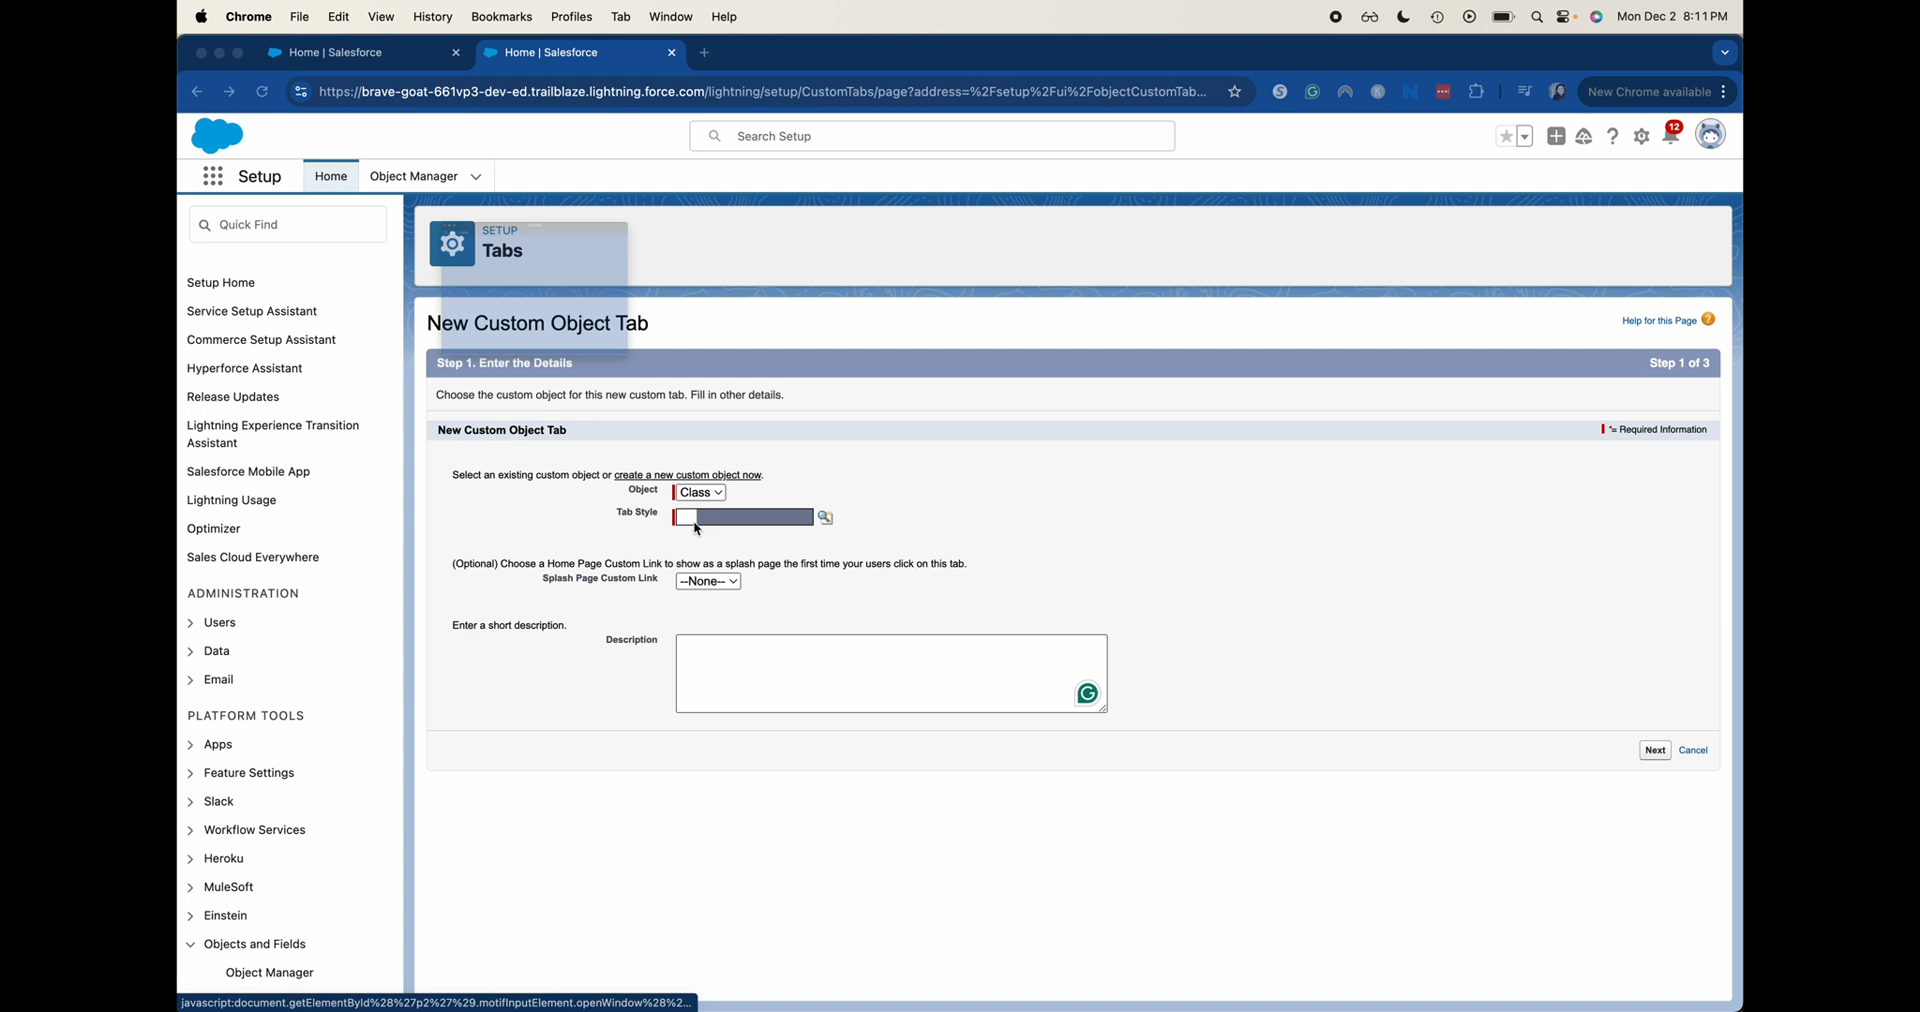 Chrome File Edit View History Bookmarks Profiles Tab Window Help Mon Dec 2 8:11 PM
Home | Salesforce Home | Salesforce
https://brave-goat-661vp3-dev-ed.trailblaze.lightning.force.com/lightning/setup/CustomTabs/page?address=%2Fsetup%2Fui%2FobjectCustomTab... New Chrome available
Search Setup 12
Setup Home Object Manager
Quick Find
SETUP
Tabs
Setup Home
Service Setup Assistant
Commerce Setup Assistant
Hyperforce Assistant
Release Updates
Lightning Experience Transition
Assistant
Salesforce Mobile App
Lightning Usage
Optimizer
Sales Cloud Everywhere
ADMINISTRATION
Users
Data
Email
PLATFORM TOOLS
Apps
Feature Settings
Slack
Workflow Services
Heroku
MuleSoft
Einstein
Objects and Fields
Object Manager
New Custom Object Tab
Help for this Page
Step 1. Enter the Details Step 1 of 3
Choose the custom object for this new custom tab. Fill in other details.
New Custom Object Tab = Required Information
Select an existing custom object or create a new custom object now.
Object Class
Tab Style
(Optional) Choose a Home Page Custom Link to show as a splash page the first time your users click on this tab.
Splash Page Custom Link --None--
Enter a short description.
Description
Next Cancel
javascript:document.getElementById%28%27p2%27%29.motifInputElement.openWindow%28%2...